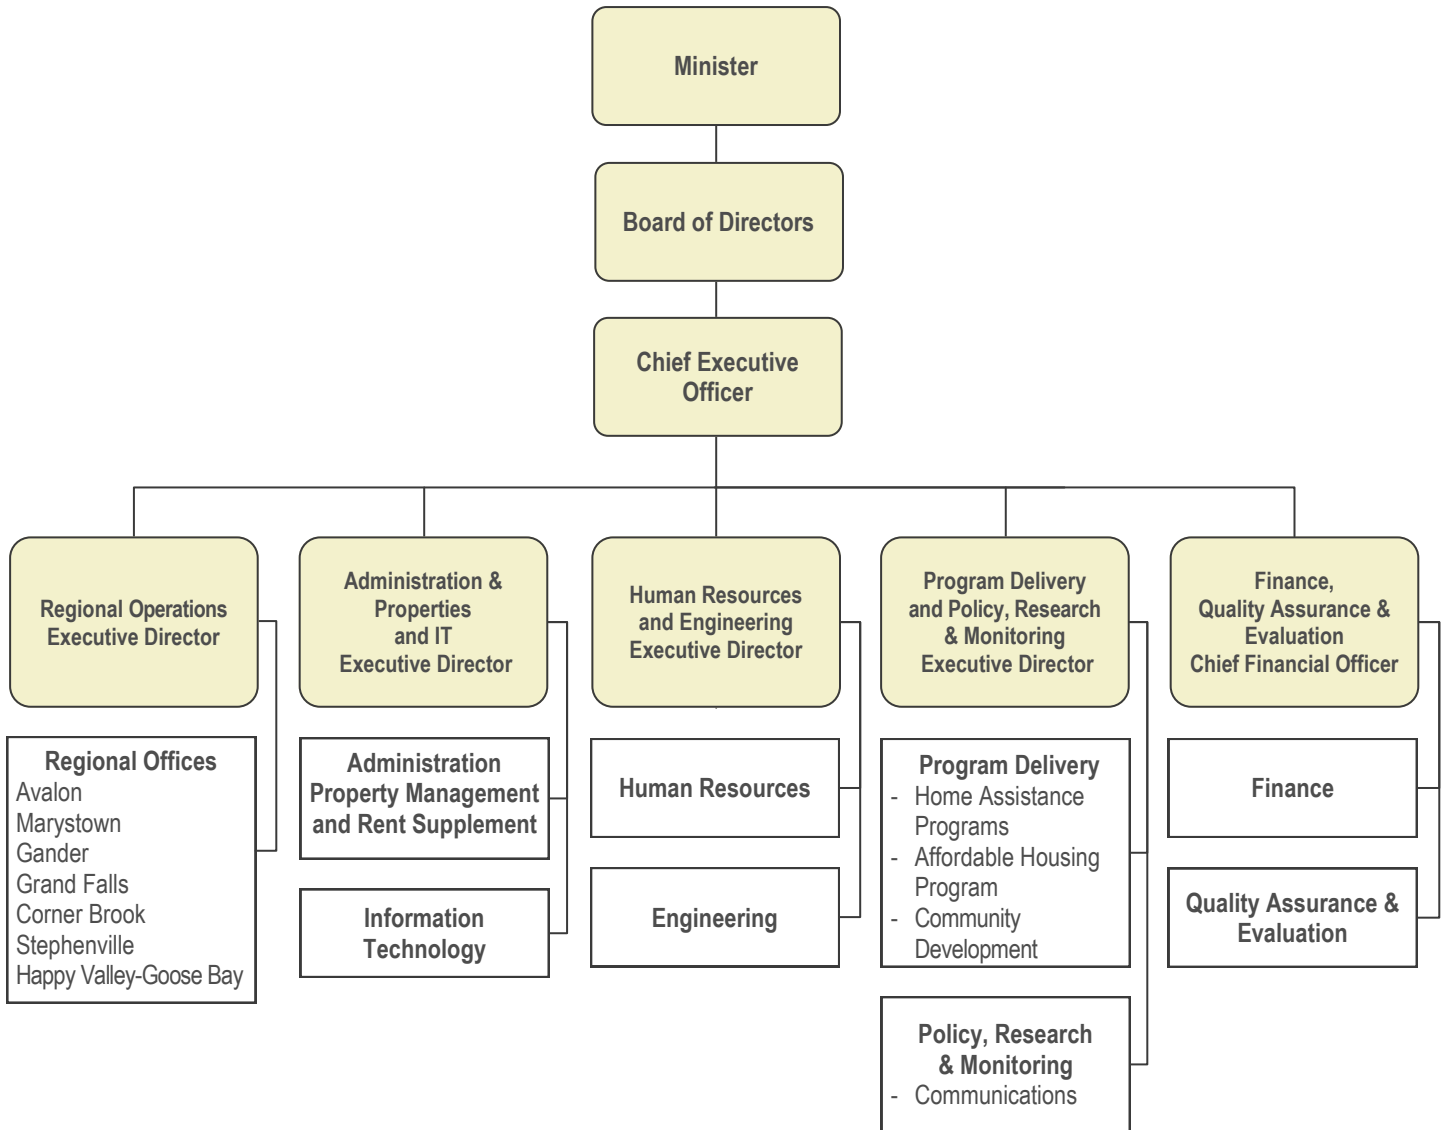 Minister
Board of Directors
Chief Executive
Officer
Regional Operations
Executive Director
Administration &
Properties
and IT
Executive Director
Human Resources
and Engineering
Executive Director
Program Delivery
and Policy, Research
& Monitoring
Executive Director
Finance,
Quality Assurance &
Evaluation
Chief Financial Officer
Regional Offices
Avalon
Marystown
Gander
Grand Falls
Corner Brook
Stephenville
Happy Valley-Goose Bay
Administration
Property Management
and Rent Supplement
Information
Technology
Human Resources
Engineering
Program Delivery
- Home Assistance
Programs
- Affordable Housing
Program
- Community
Development
Policy, Research
& Monitoring
- Communications
Finance
Quality Assurance &
Evaluation